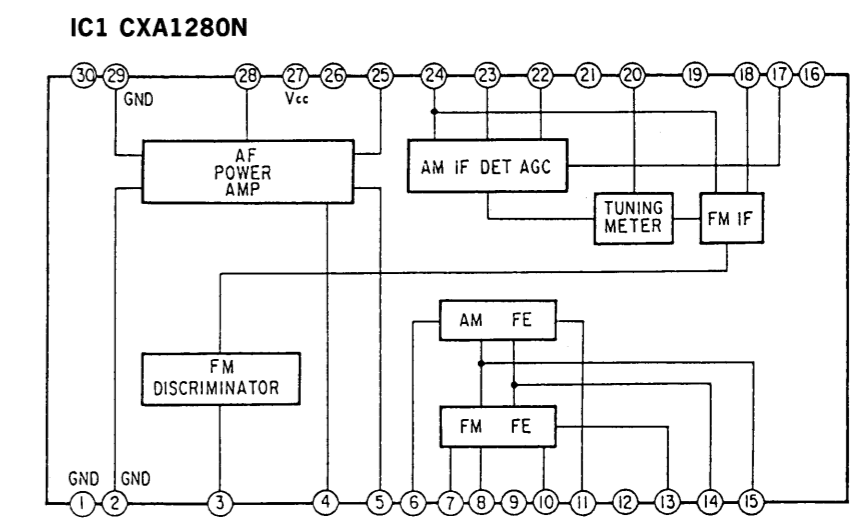 IC1 CXA1280N
30 29 28 27 26 25 24 23 22 21 20 19 18 17 16
GND
Vcc
AF
POWER
AMP
AM IF DET AGC
TUNING
METER
FM IF
AM FE
FM
DISCRIMINATOR
FM FE
GND GND
1 2 3 4 5 6 7 8 9 10 11 12 13 14 15